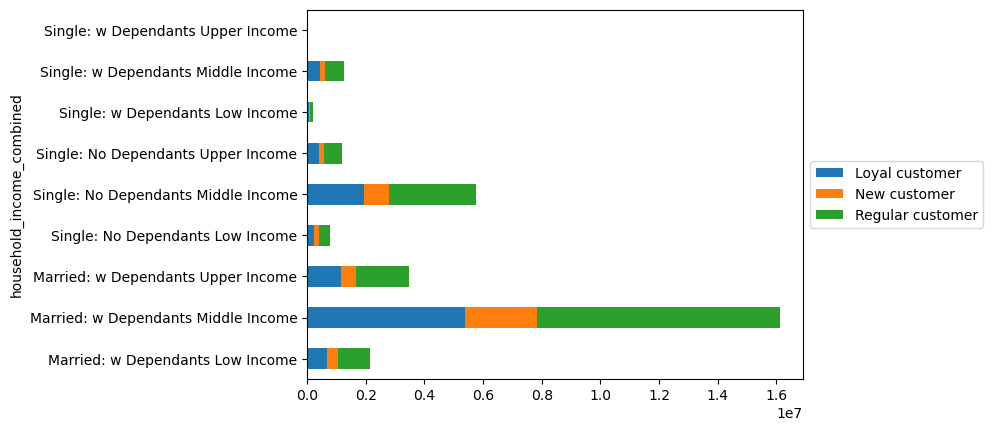 Single: w Dependants Upper Income
Single: w Dependants Middle Income
Single: w Dependants Low Income
Single: No Dependants Upper Income
Single: No Dependants Middle Income
Single: No Dependants Low Income
Married: w Dependants Upper Income
Married: w Dependants Middle Income
Married: w Dependants Low Income
household_income_combined
0.0 0.2 0.4 0.6 0.8 1.0 1.2 1.4 1.6
1e7
Loyal customer
New customer
Regular customer